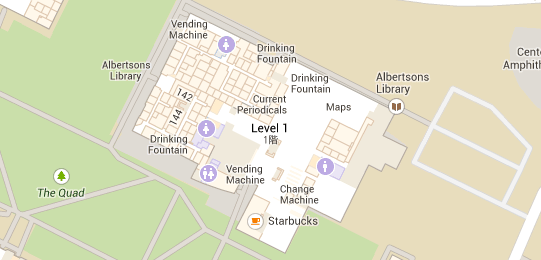 Vending
Machine
Drinking
Fountain
Albertsons
Library
Drinking
Fountain
Albertsons
Library
Cente
Amphith
142
144
Current
Periodicals
Maps
Level 1
1階
Drinking
Fountain
Vending
Machine
The Quad
Change
Machine
Starbucks